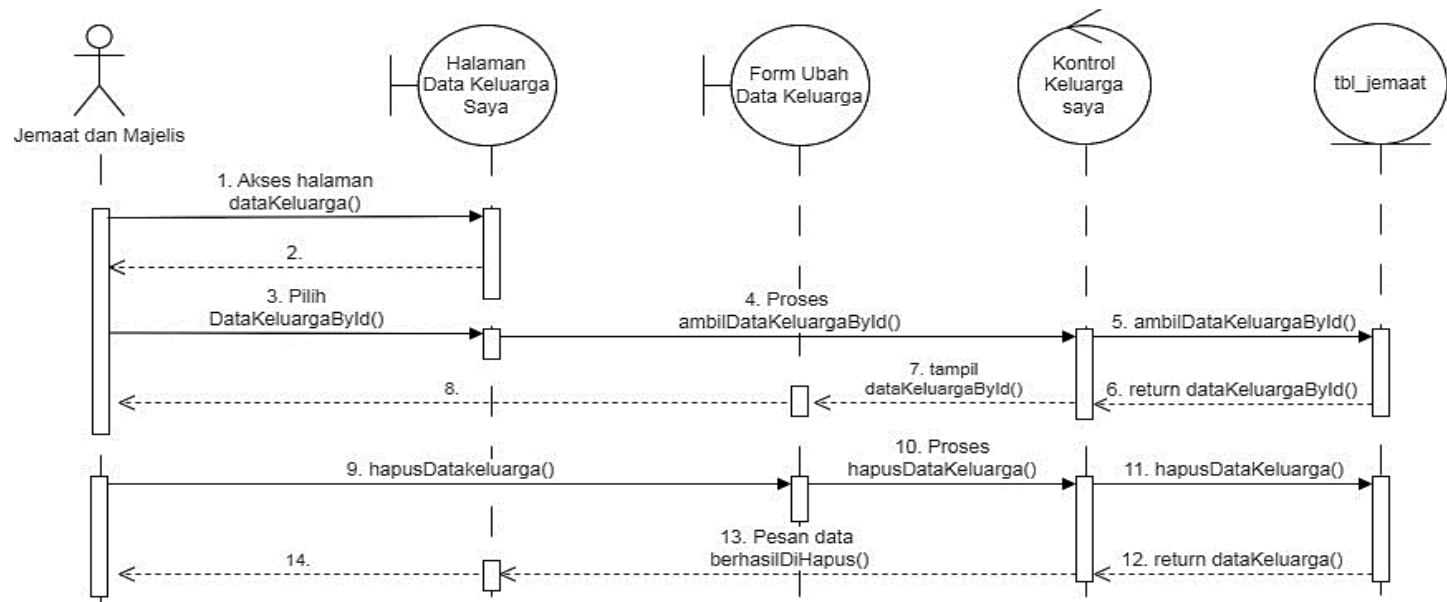 Halaman
Data Keluarga
Saya
Form Ubah
Data Keluarga
Kontrol
Keluarga
saya
tbl_jemaat
Jemaat dan Majelis
1. Akses halaman
dataKeluarga()
2.
3. Pilih
DataKeluargaById()
4. Proses
ambilDataKeluargaById()
5. ambilDataKeluargaById()
7. tampil
dataKeluargaById()
6. return dataKeluargaById()
8.
9. hapusDatakeluarga()
10. Proses
hapusDataKeluarga()
11. hapusDataKeluarga()
13. Pesan data
berhasilDiHapus()
12. return dataKeluarga()
14.